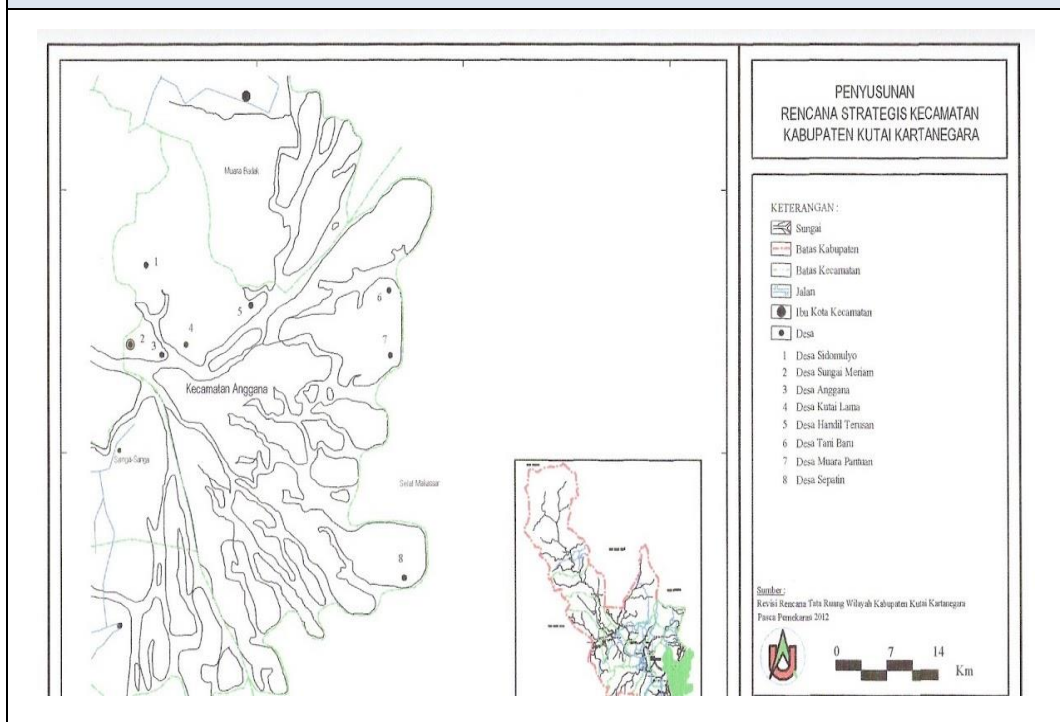 PENYUSUNAN
RENCANA STRATEGIS KECAMATAN
KABUPATEN KUTAI KARTANEGARA
KETERANGAN :
Sungai
Batas Kabupaten
Batas Kecamatan
Jalan
Ibu Kota Kecamatan
Desa
1 Desa Sidomulyo
2 Desa Sungai Meriam
3 Desa Anggana
4 Desa Kutai Lama
5 Desa Handil Terusan
6 Desa Tani Baru
7 Desa Muara Pantuan
8 Desa Sepatin
Sumber :
Revisi Rencana Tata Ruang Wilayah Kabupaten Kutai Kartanegara
Pasca Pemekaran 2012
0 7 14
Km
Muara Badak
1
5
6
4
2
3
7
Kecamatan Anggana
Sanga-Sanga
Selat Makassar
8